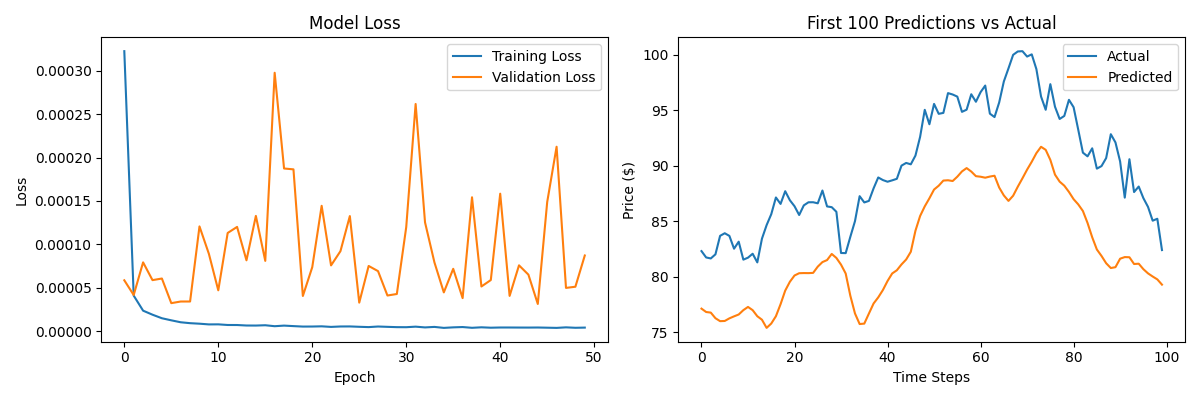 Model Loss
Training Loss
Validation Loss
0.00030
0.00025
0.00020
0.00015
0.00010
0.00005
0.00000
Loss
0 10 20 30 40 50
Epoch
First 100 Predictions vs Actual
Actual
Predicted
100
95
90
85
80
75
Price ($)
0 20 40 60 80 100
Time Steps